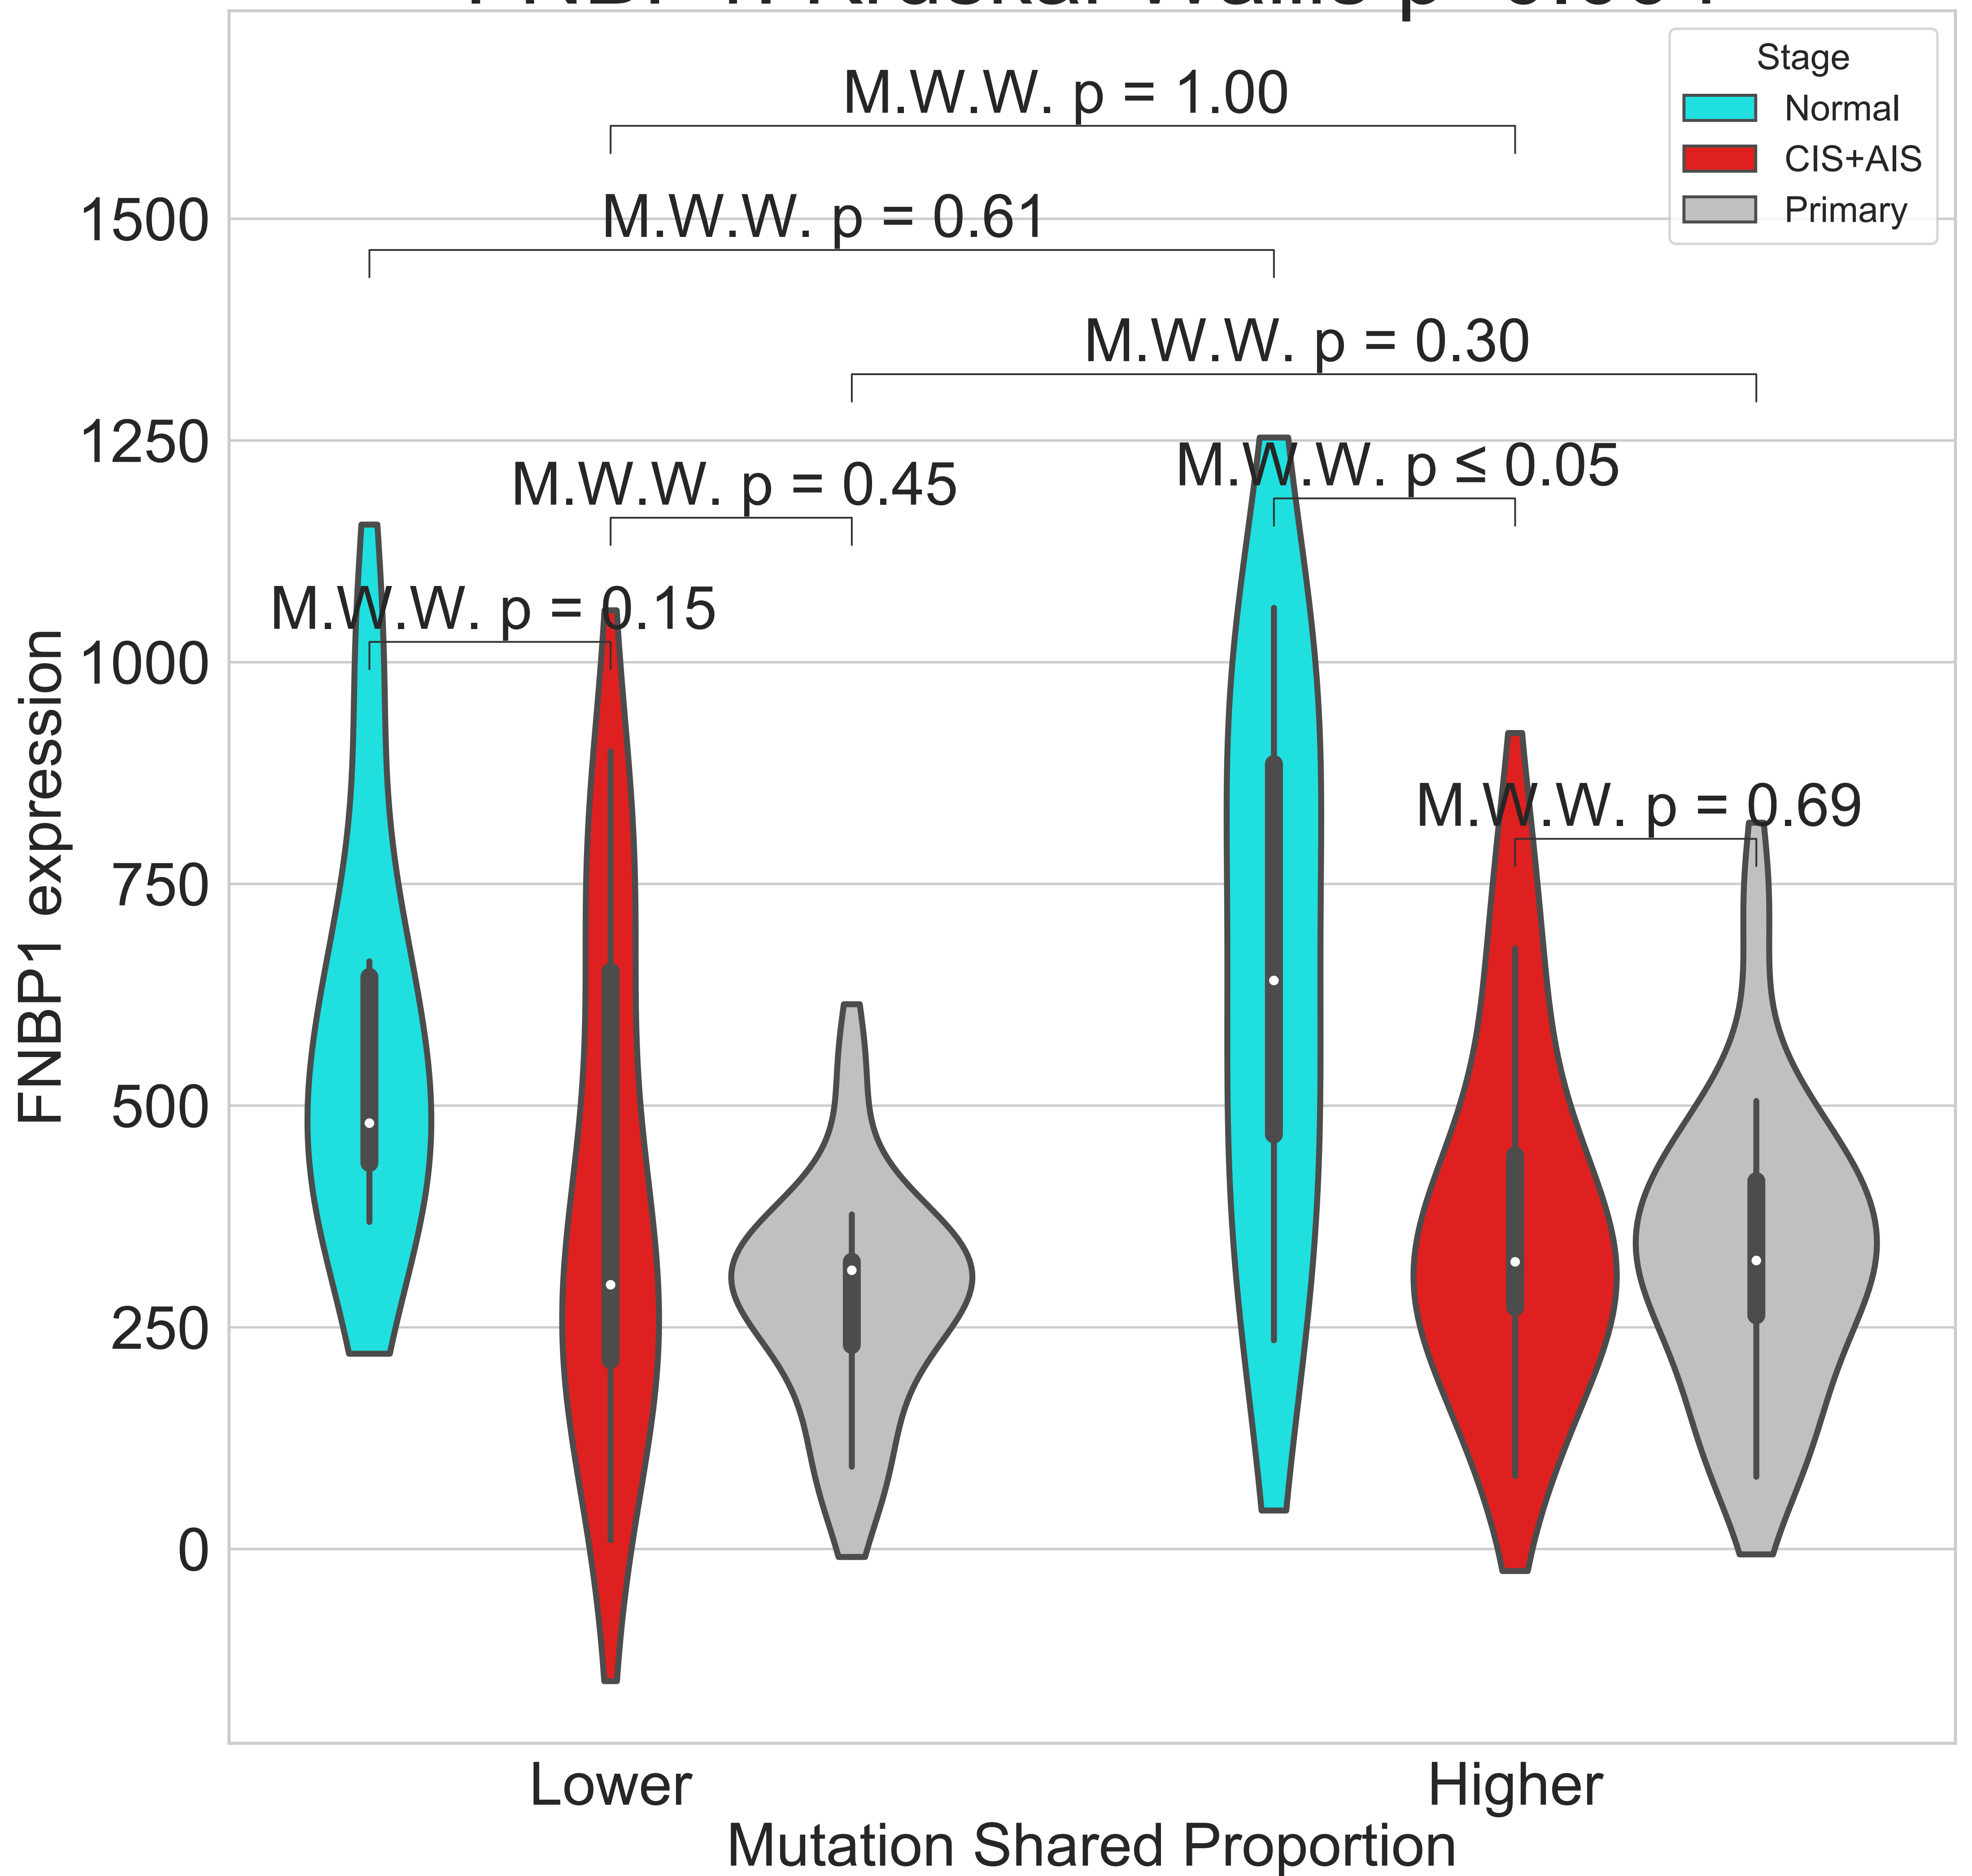 Stage
Normal
CIS+AIS
Primary
M.W.W. p = 1.00
M.W.W. p = 0.61
M.W.W. p = 0.30
M.W.W. p ≤ 0.05
M.W.W. p = 0.45
M.W.W. p = 0.15
M.W.W. p = 0.69
FNBP1 expression
1500
1250
1000
750
500
250
0
Lower
Higher
Mutation Shared Proportion